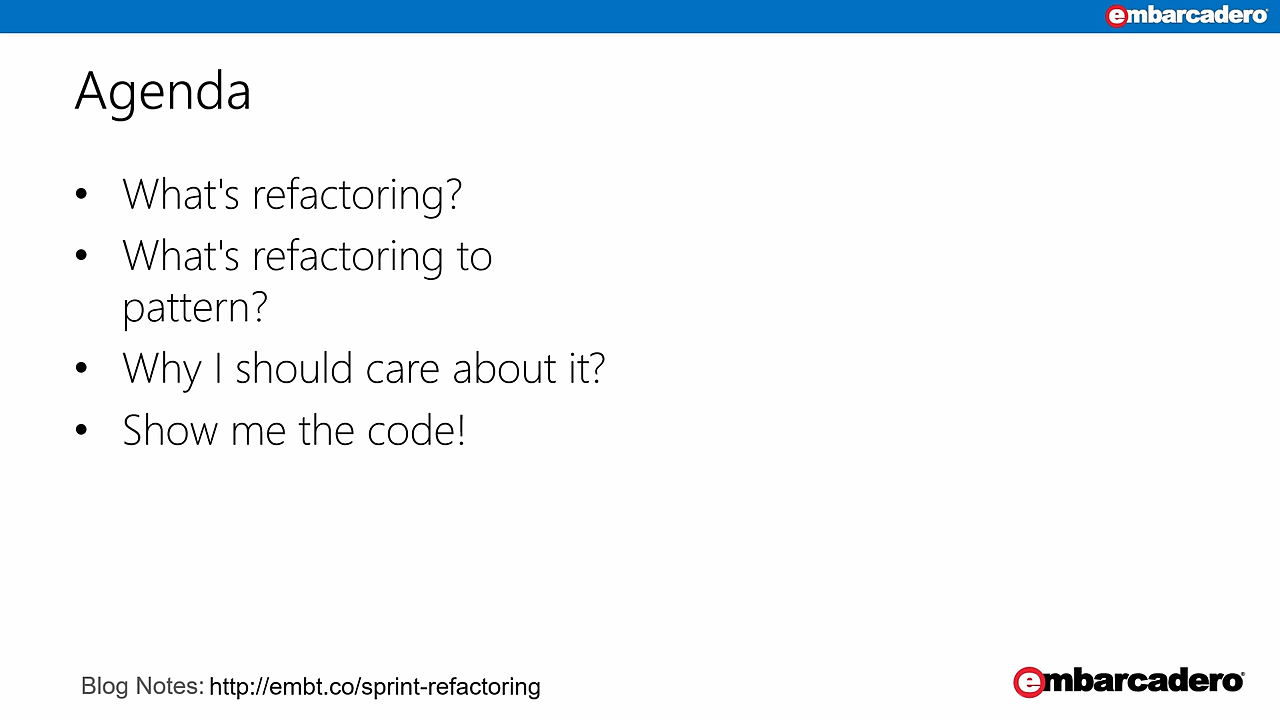 embarcadero
Agenda
• What's refactoring?
• What's refactoring to
pattern?
• Why I should care about it?
• Show me the code!
Blog Notes: http://embt.co/sprint-refactoring
embarcadero